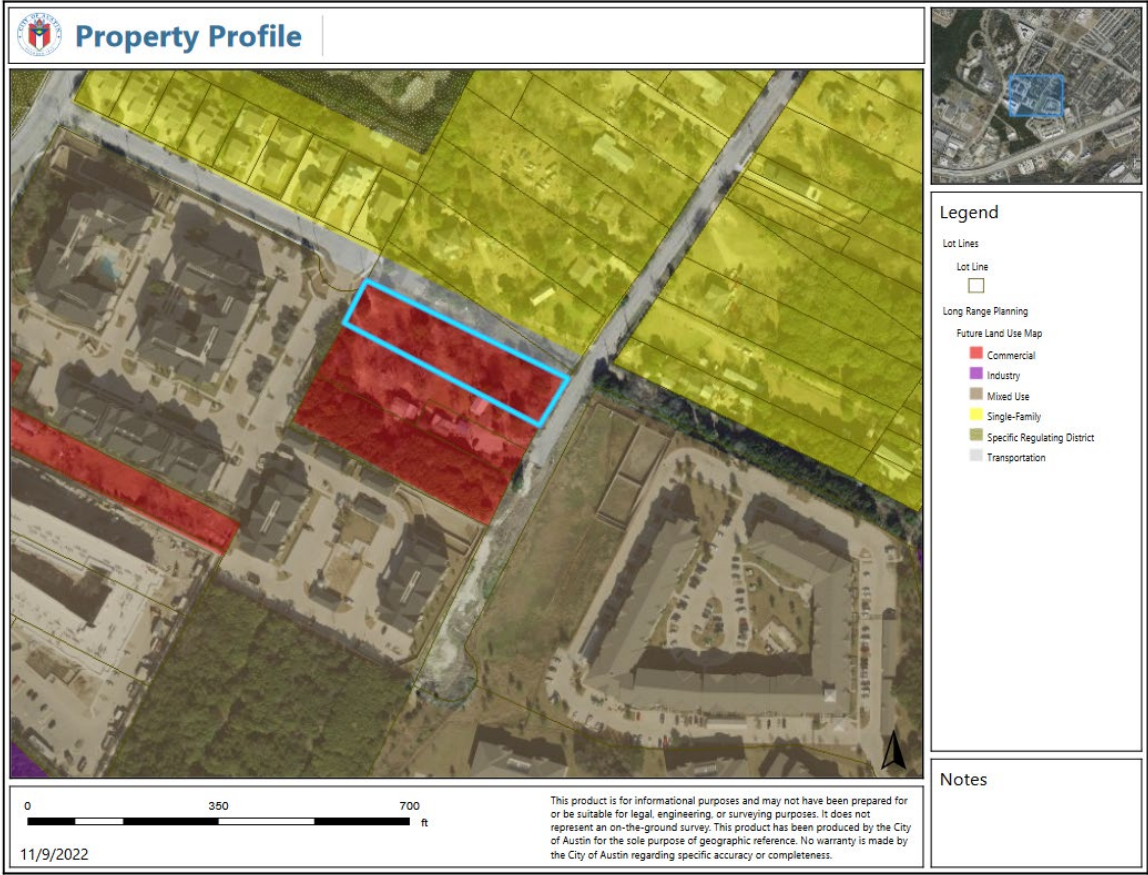 Property Profile
Legend
Lot Lines
Lot Line
Long Range Planning
Future Land Use Map
Commercial
Industry
Mixed Use
Single-Family
Specific Regulating District
Transportation
Notes
0 350 700
ft
11/9/2022
This product is for informational purposes and may not have been prepared for
or be suitable for legal, engineering, or surveying purposes. It does not
represent an on-the-ground survey. This product has been produced by the City
of Austin for the sole purpose of geographic reference. No warranty is made by
the City of Austin regarding specific accuracy or completeness.